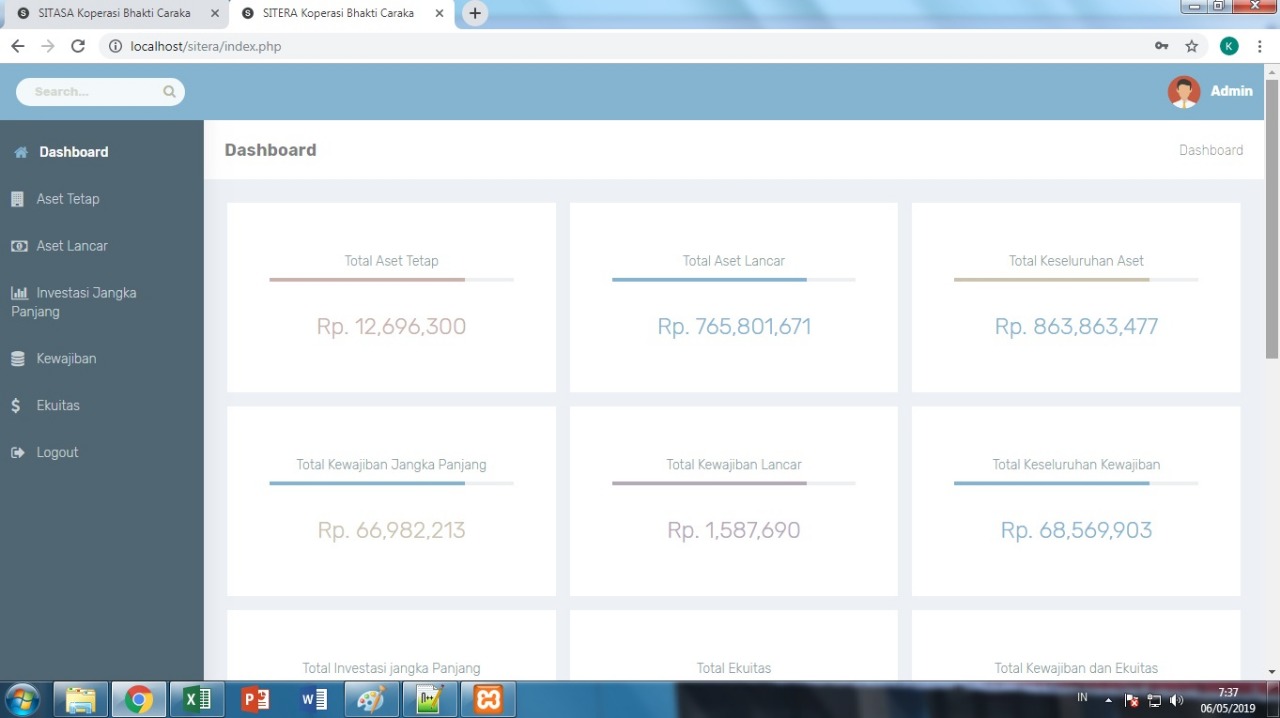 SITASA Koperasi Bhakti Caraka
SITERA Koperasi Bhakti Caraka
localhost/sitera/index.php
K
Search...
Admin
Dashboard
Aset Tetap
Aset Lancar
Investasi Jangka
Panjang
Kewajiban
Ekuitas
Logout
Dashboard
Dashboard
Total Aset Tetap
Rp. 12,696,300
Total Aset Lancar
Rp. 765,801,671
Total Keseluruhan Aset
Rp. 863,863,477
Total Kewajiban Jangka Panjang
Rp. 66,982,213
Total Kewajiban Lancar
Rp. 1,587,690
Total Keseluruhan Kewajiban
Rp. 68,569,903
Total Investasi jangka Panjang
Total Ekuitas
Total Kewajiban dan Ekuitas
IN
7:37
06/05/2019